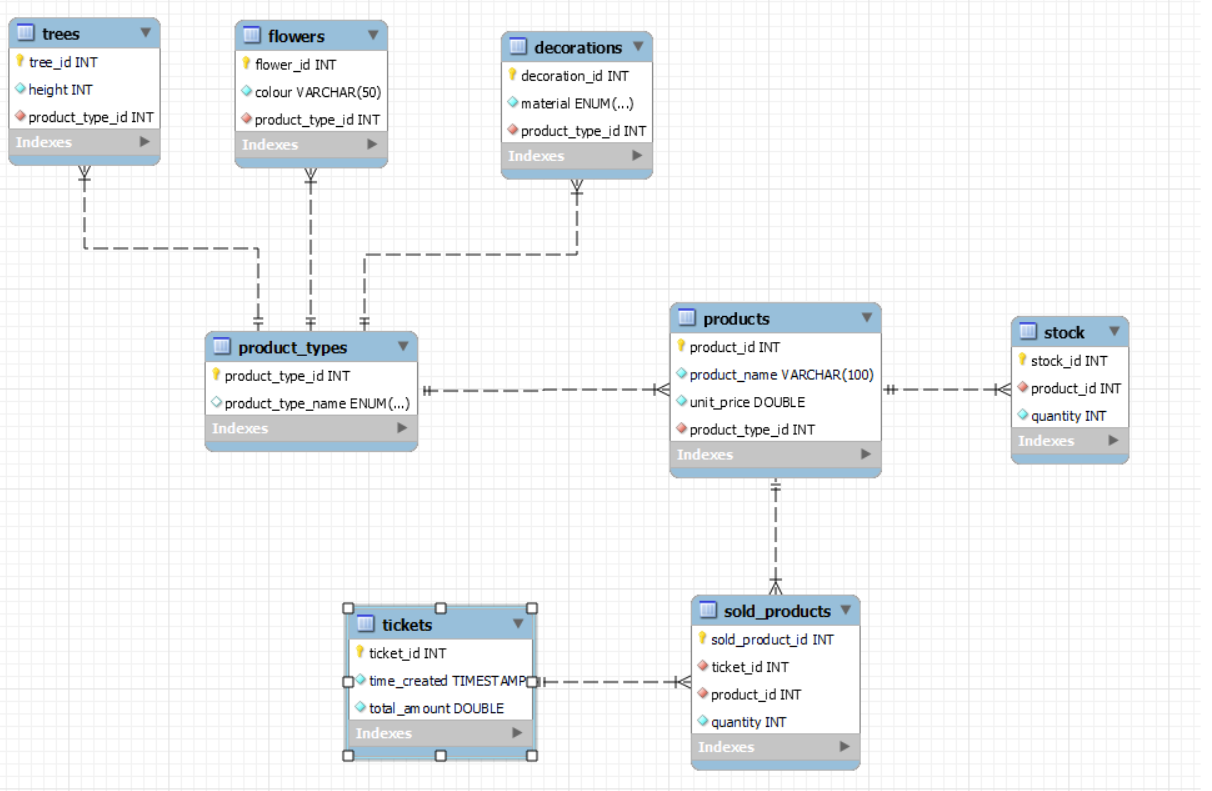 trees
tree_id INT
height INT
product_type_id INT
Indexes
flowers
flower_id INT
colour VARCHAR(50)
product_type_id INT
Indexes
decorations
decoration_id INT
material ENUM(...)
product_type_id INT
Indexes
product_types
product_type_id INT
product_type_name ENUM(...)
Indexes
products
product_id INT
product_name VARCHAR(100)
unit_price DOUBLE
product_type_id INT
Indexes
stock
stock_id INT
product_id INT
quantity INT
Indexes
tickets
ticket_id INT
time_created TIMESTAMP
total_amount DOUBLE
Indexes
sold_products
sold_product_id INT
ticket_id INT
product_id INT
quantity INT
Indexes